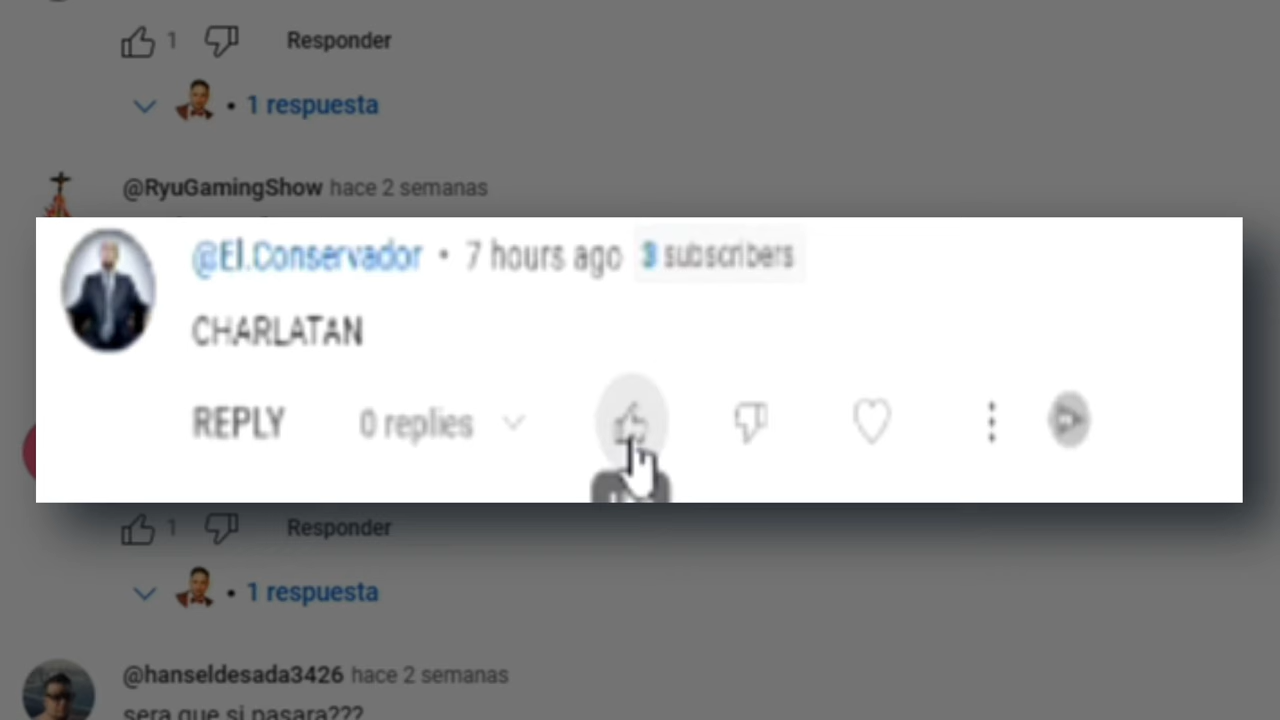 1 Responder
• 1 respuesta
@RyuGamingShow hace 2 semanas
@El.Conservador • 7 hours ago 3 subscribers
CHARLATAN
REPLY 0 replies
1 Responder
• 1 respuesta
@hanseldesada3426 hace 2 semanas
sera que si pasara???